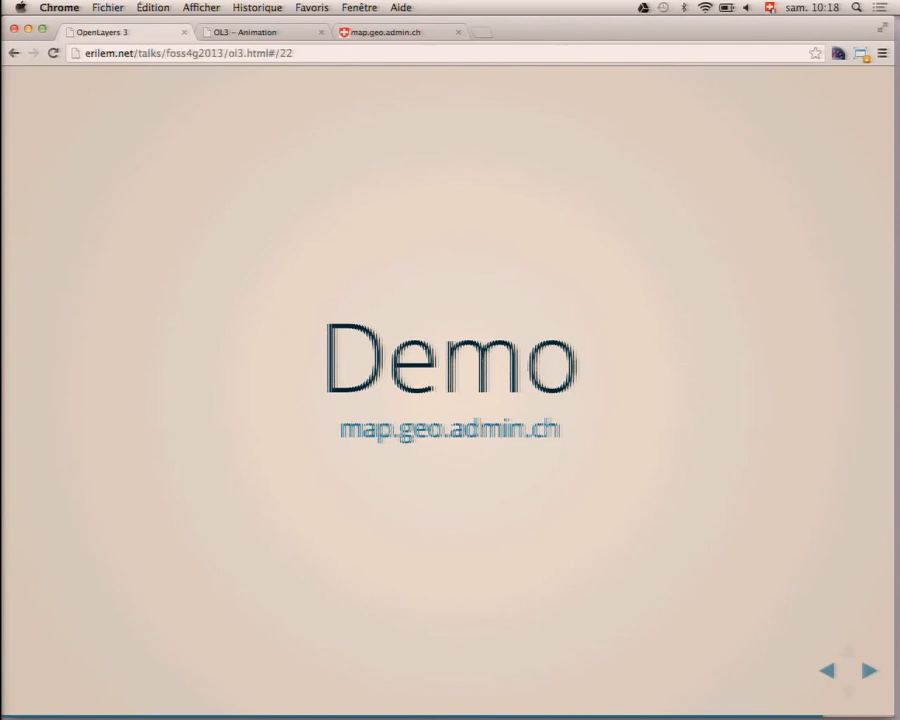 Chrome Fichier Édition Afficher Historique Favoris Fenêtre Aide sam. 10:18
OpenLayers 3 OL3 – Animation map.geo.admin.ch
erilem.net/talks/foss4g2013/ol3.html#/22
Demo
map.geo.admin.ch